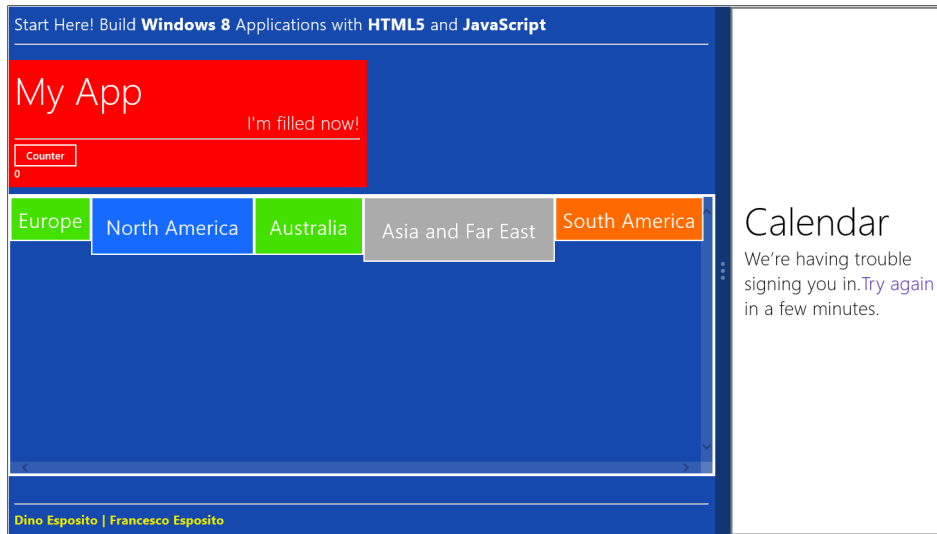 Start Here! Build Windows 8 Applications with HTML5 and JavaScript
My App
I'm filled now!
Counter
0
Europe
North America
Australia
Asia and Far East
South America
Dino Esposito | Francesco Esposito
Calendar
We’re having trouble
signing you in.Try again
in a few minutes.